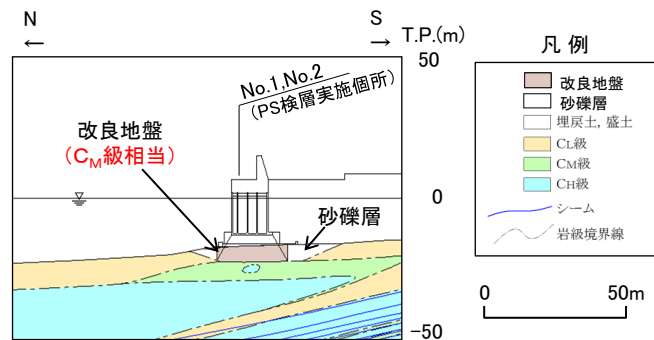 N
S
T.P.(m)
50
No.1,No.2
(PS検層実施個所)
改良地盤
(CM級相当)
砂礫層
0
-50
凡 例
改良地盤
砂礫層
埋戻土, 盛土
CL級
CM級
CH級
シーム
岩級境界線
0
50m